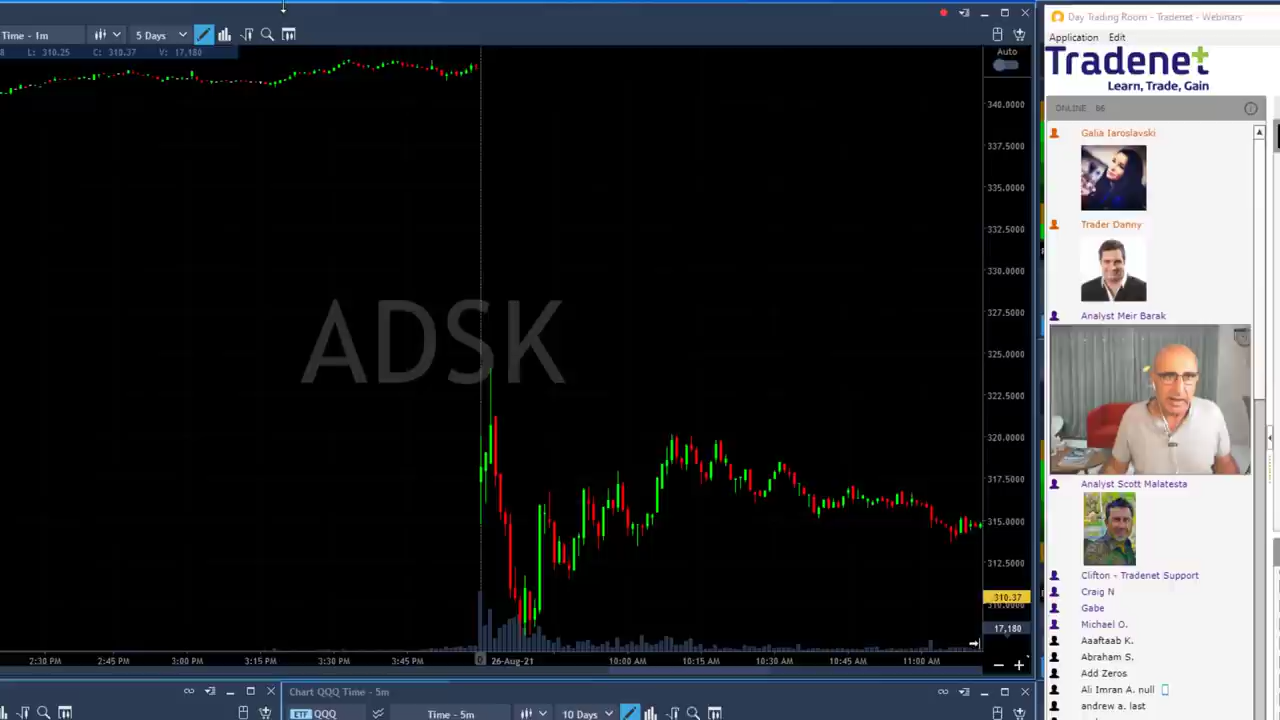 Time - 1m
5 Days
8 L: 310.25 C: 310.37 V: 17,180
Auto
340.0000
337.5000
335.0000
332.5000
330.0000
327.5000
325.0000
322.5000
320.0000
317.5000
315.0000
312.5000
310.37
310.0000
17,180
ADSK
2:30 PM 2:45 PM 3:00 PM 3:15 PM 3:30 PM 3:45 PM 26-Aug-21 10:00 AM 10:15 AM 10:30 AM 10:45 AM 11:00 AM
Chart QQQ Time - 5m
ETF QQQ
Time - 5m
10 Days
Day Trading Room - Tradenet - Webinars
Application Edit
Tradenet
Learn, Trade, Gain
ONLINE 86
Galia Iaroslavski
Trader Danny
Analyst Meir Barak
Analyst Scott Malatesta
Clifton - Tradenet Support
Craig N
Gabe
Michael O.
Aaaftaab K.
Abraham S.
Add Zeros
Ali Imran A. null
andrew a. last